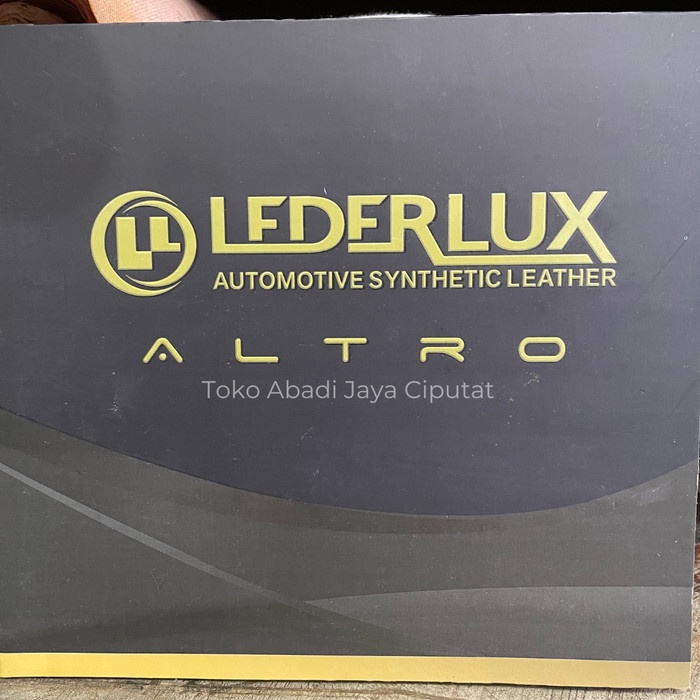 LL LEDERLUX
AUTOMOTIVE SYNTHETIC LEATHER
ALTRO
Toko Abadi Jaya Ciputat